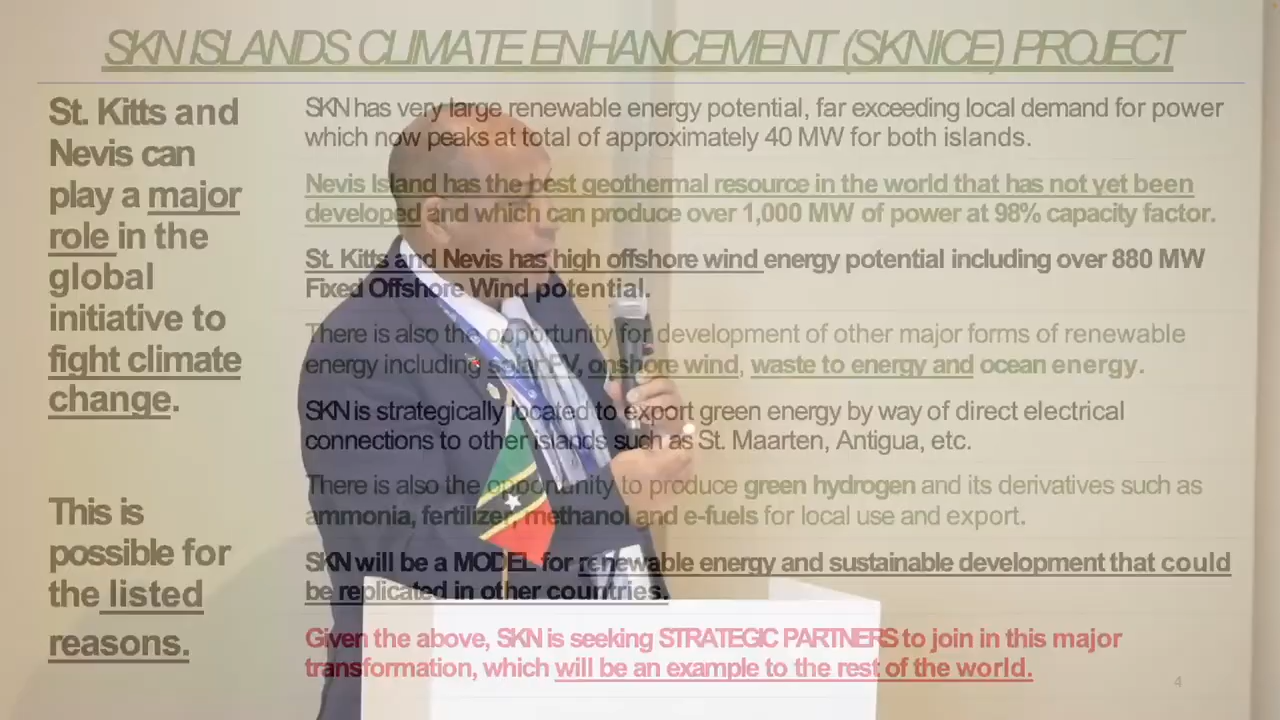 SKN ISLANDS CLIMATE ENHANCEMENT (SKNICE) PROJECT
St. Kitts and
Nevis can
play a major
role in the
global
initiative to
fight climate
change.
This is
possible for
the listed
reasons.
SKN has very large renewable energy potential, far exceeding local demand for power
which now peaks at total of approximately 40 MW for both islands.
Nevis Island has the best geothermal resource in the world that has not yet been
developed and which can produce over 1,000 MW of power at 98% capacity factor.
St. Kitts and Nevis has high offshore wind energy potential including over 880 MW
Fixed Offshore Wind potential.
There is also the opportunity for development of other major forms of renewable
energy including solar PV, onshore wind, waste to energy and ocean energy.
SKN is strategically located to export green energy by way of direct electrical
connections to other islands such as St. Maarten, Antigua, etc.
There is also the opportunity to produce green hydrogen and its derivatives such as
ammonia, fertilizer, methanol and e-fuels for local use and export.
SKN will be a MODEL for renewable energy and sustainable development that could
be replicated in other countries.
Given the above, SKN is seeking STRATEGIC PARTNERS to join in this major
transformation, which will be an example to the rest of the world.
4